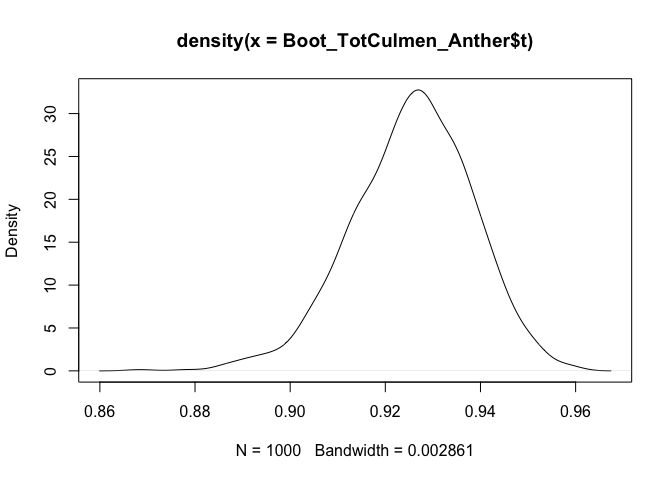 density(x = Boot_TotCulmen_Anther$t)
Density
30
25
20
15
10
5
0
0.86 0.88 0.90 0.92 0.94 0.96
N = 1000 Bandwidth = 0.002861